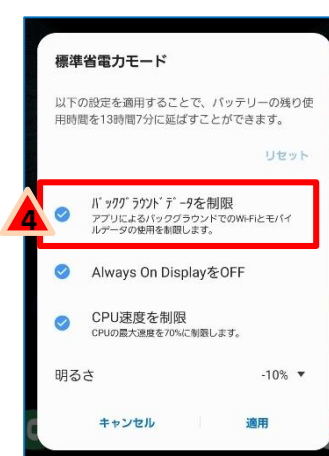 標準省電力モード
以下の設定を適用することで、バッテリーの残り使
用時間を13時間7分に延ばすことができます。
リセット
4
ﾊﾞｯｸｸﾞﾗｳﾝﾄﾞﾃﾞｰﾀを制限
アプリによるバックグラウンドでのWi-Fiとモバイ
ルデータの使用を制限します。
Always On DisplayをOFF
CPU速度を制限
CPUの最大速度を70%に制限します。
明るさ -10% ▼
キャンセル 適用